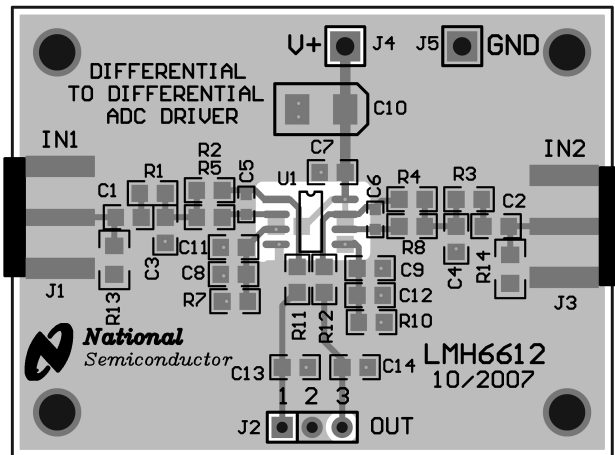 V+ J4 J5 GND
DIFFERENTIAL
TO DIFFERENTIAL
ADC DRIVER
C10
IN1
IN2
C7
R2
R1 R5 C5 U1 C6 R4 R3
C1 C2
C11 R8
C3 C8 C9 C4 R14
J1 R13 R7 C12 J3
R11 R12 R10
National
Semiconductor
LMH6612
10/2007
C13 C14
1 2 3
J2 OUT